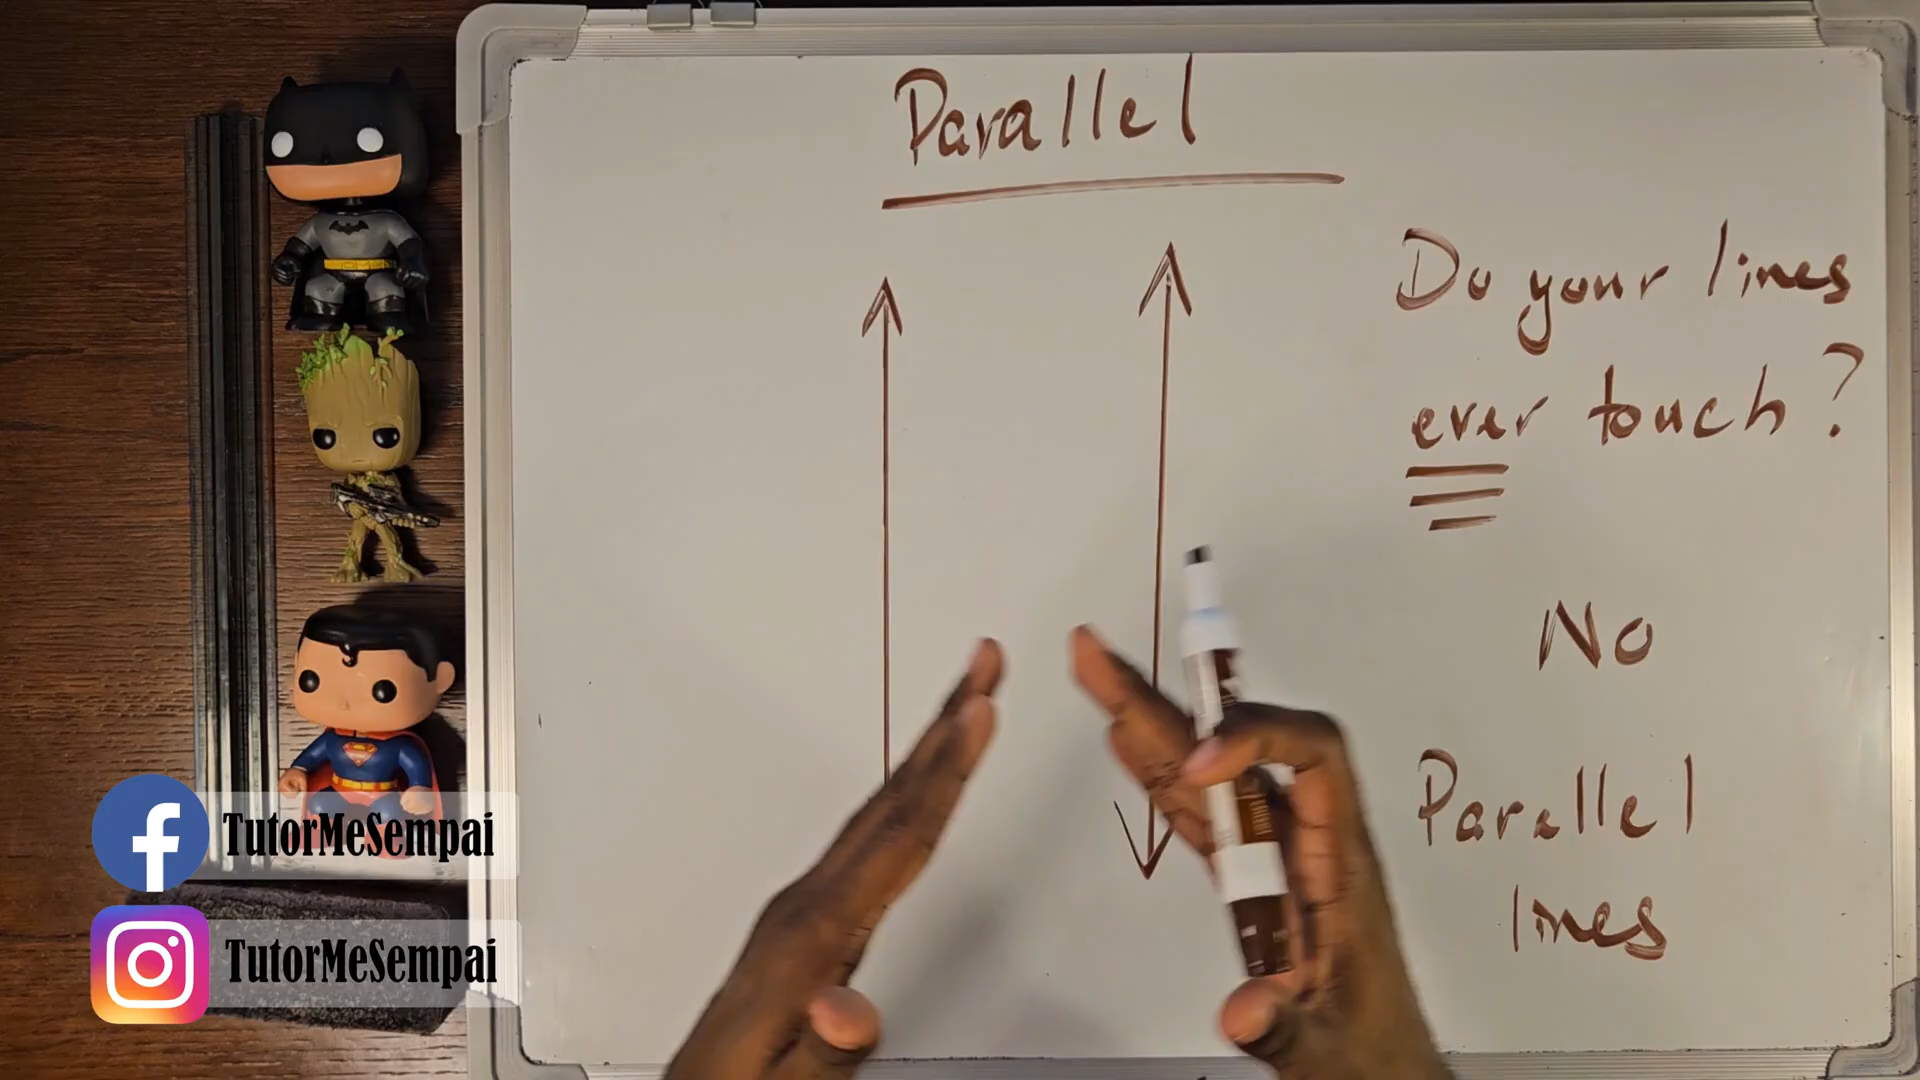 Parallel
Do your lines
ever touch?
No
Parallel
lines
TutorMeSempai
TutorMeSempai